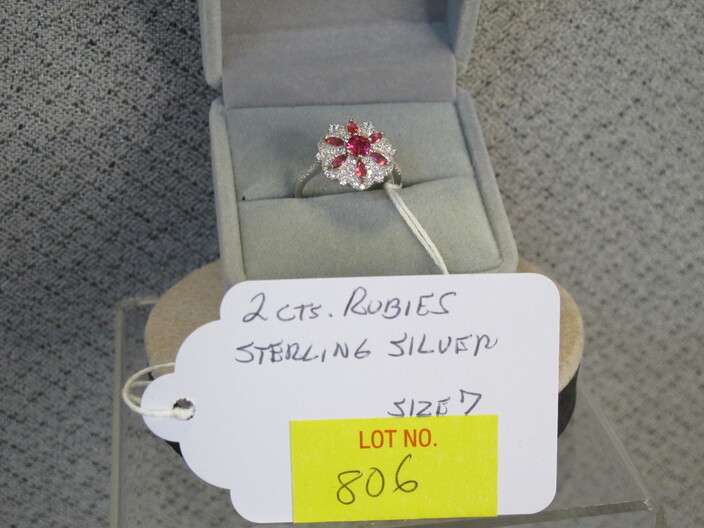 2 CTS. RUBIES
STERLING SILVER
SIZE 7
LOT NO.
806